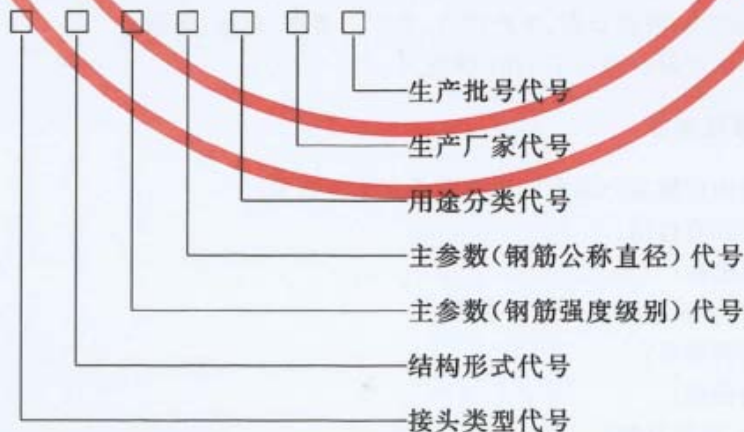 □ □ □ □ □ □ □
生产批号代号
生产厂家代号
用途分类代号
主参数(钢筋公称直径)代号
主参数(钢筋强度级别)代号
结构形式代号
接头类型代号